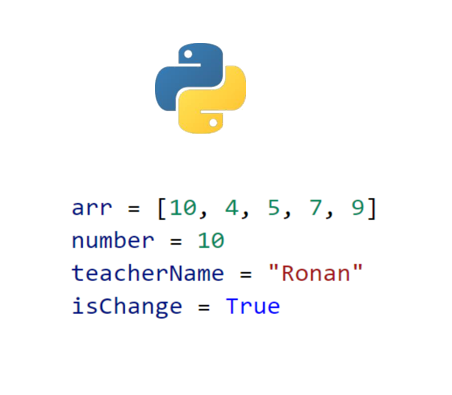 arr = [10, 4, 5, 7, 9]
number = 10
teacherName = "Ronan"
isChange = True